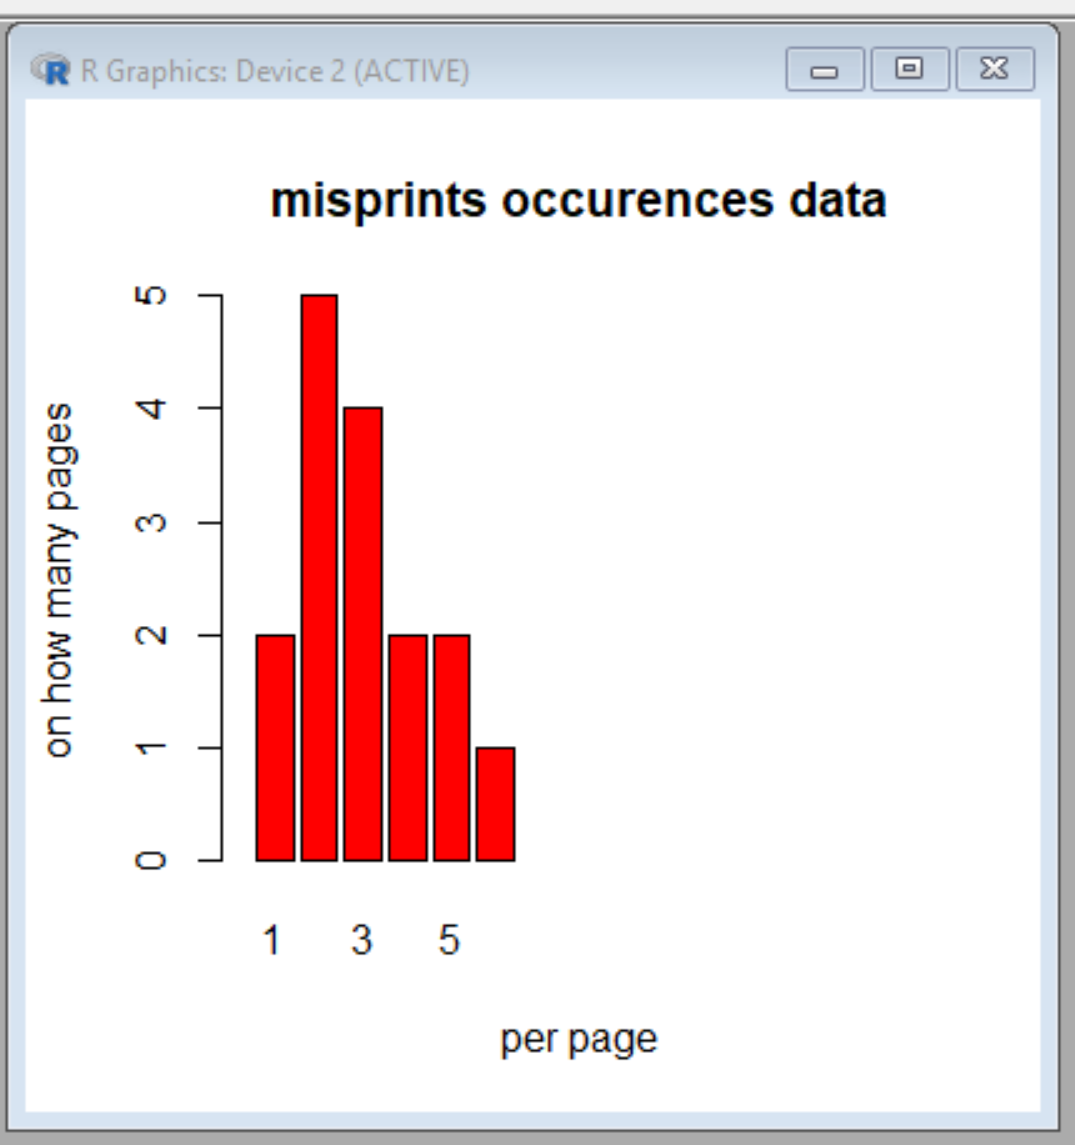 R Graphics: Device 2 (ACTIVE)
misprints occurences data
on how many pages
5
4
3
2
1
0
1 3 5
per page